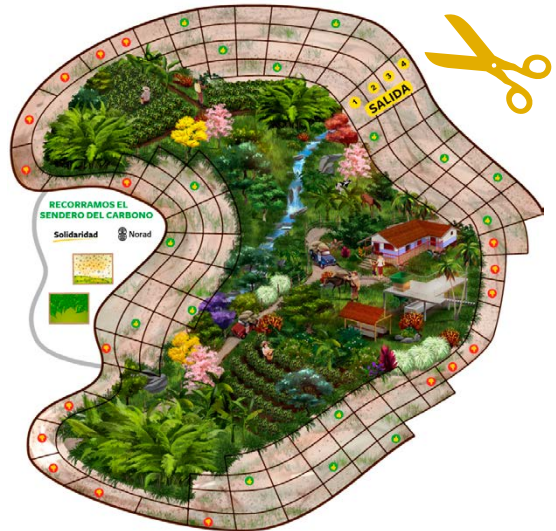 1 2 3 4
SALIDA
RECORRAMOS EL
SENDERO DEL CARBONO
Solidaridad
Norad